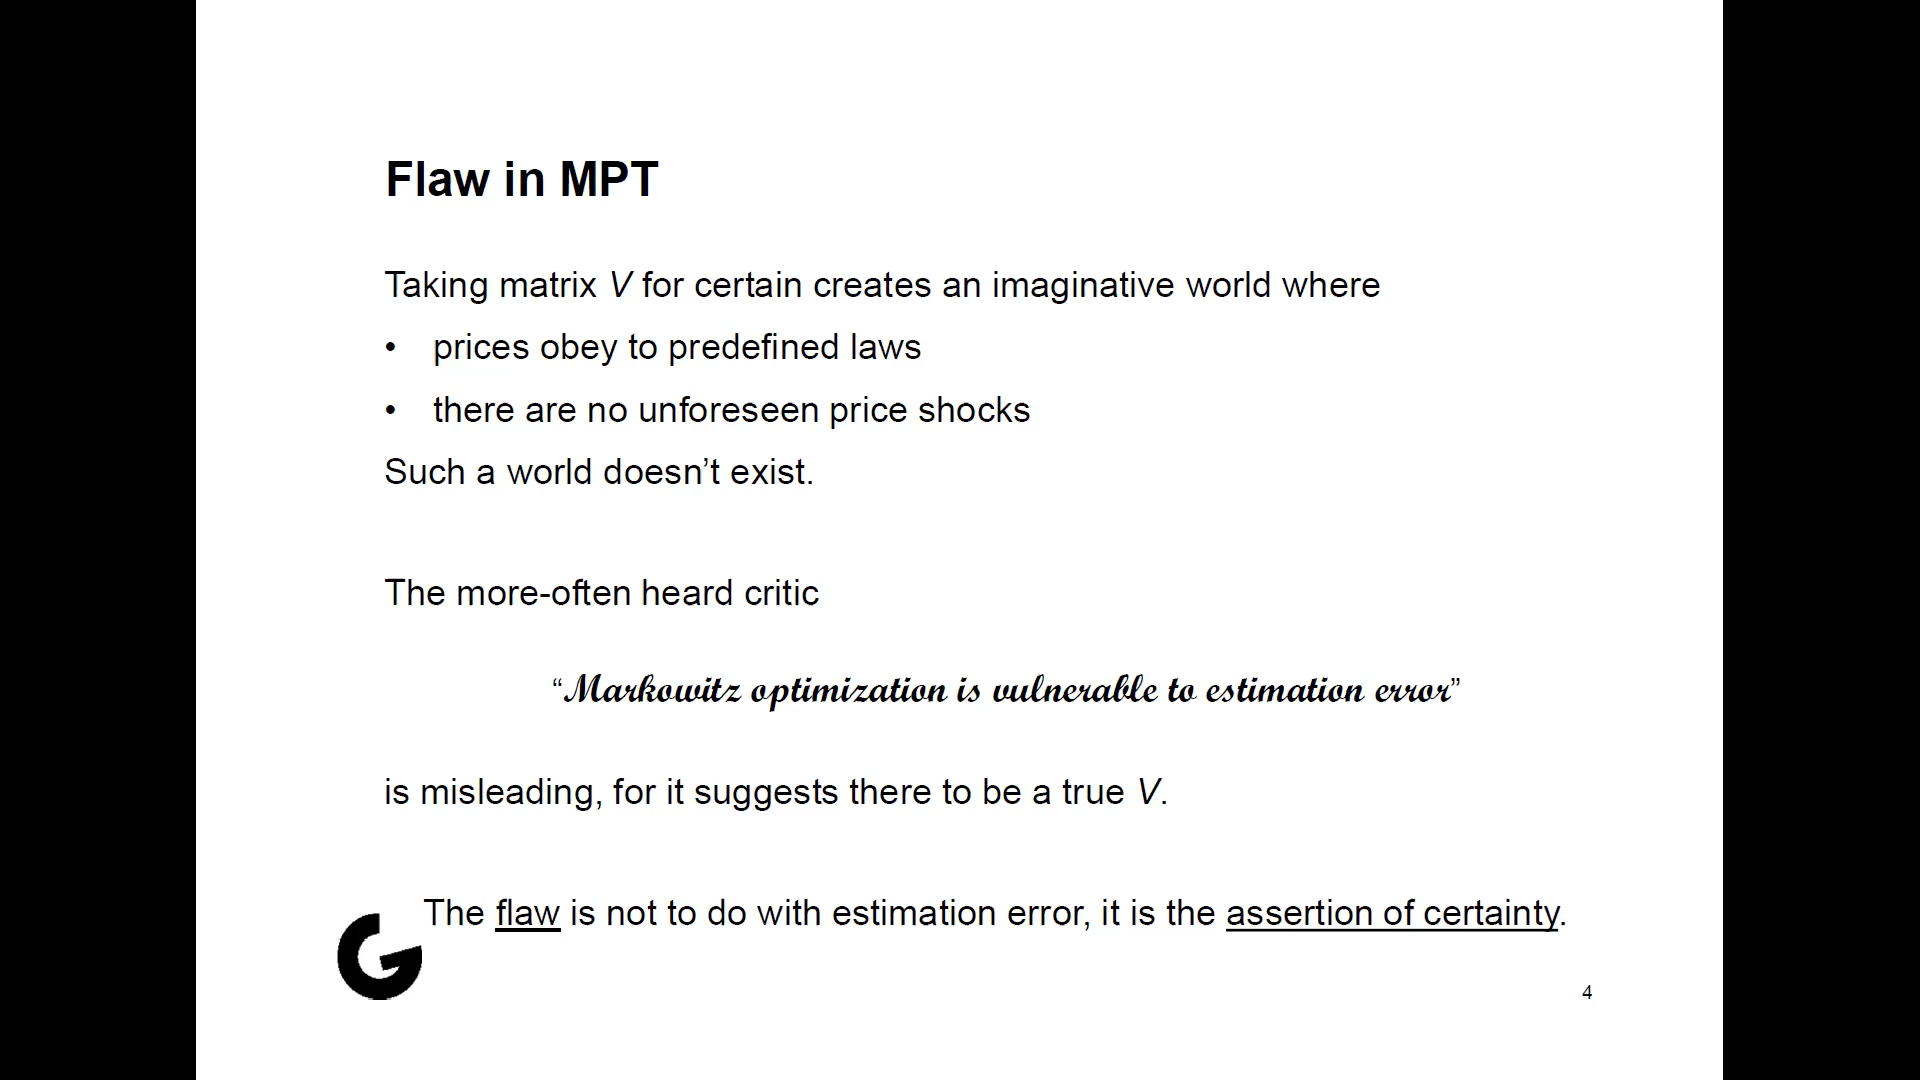 Flaw in MPT
Taking matrix V for certain creates an imaginative world where
• prices obey to predefined laws
• there are no unforeseen price shocks
Such a world doesn’t exist.
The more-often heard critic
“Markowitz optimization is vulnerable to estimation error”
is misleading, for it suggests there to be a true V.
The flaw is not to do with estimation error, it is the assertion of certainty.
G
4